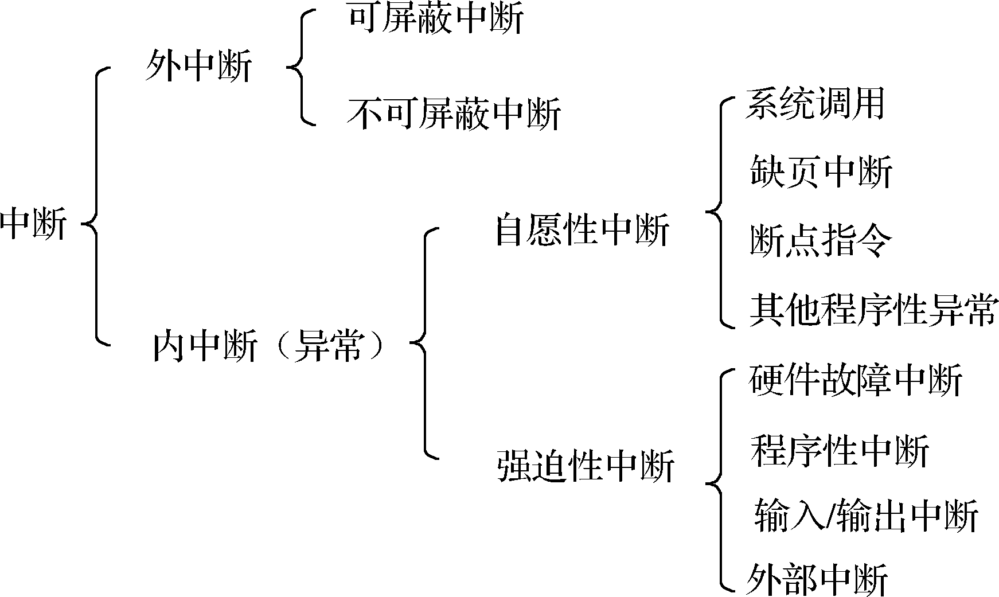 可屏蔽中断
外中断
不可屏蔽中断
系统调用
缺页中断
中断
自愿性中断
断点指令
其他程序性异常
内中断（异常）
硬件故障中断
程序性中断
强迫性中断
输入/输出中断
外部中断